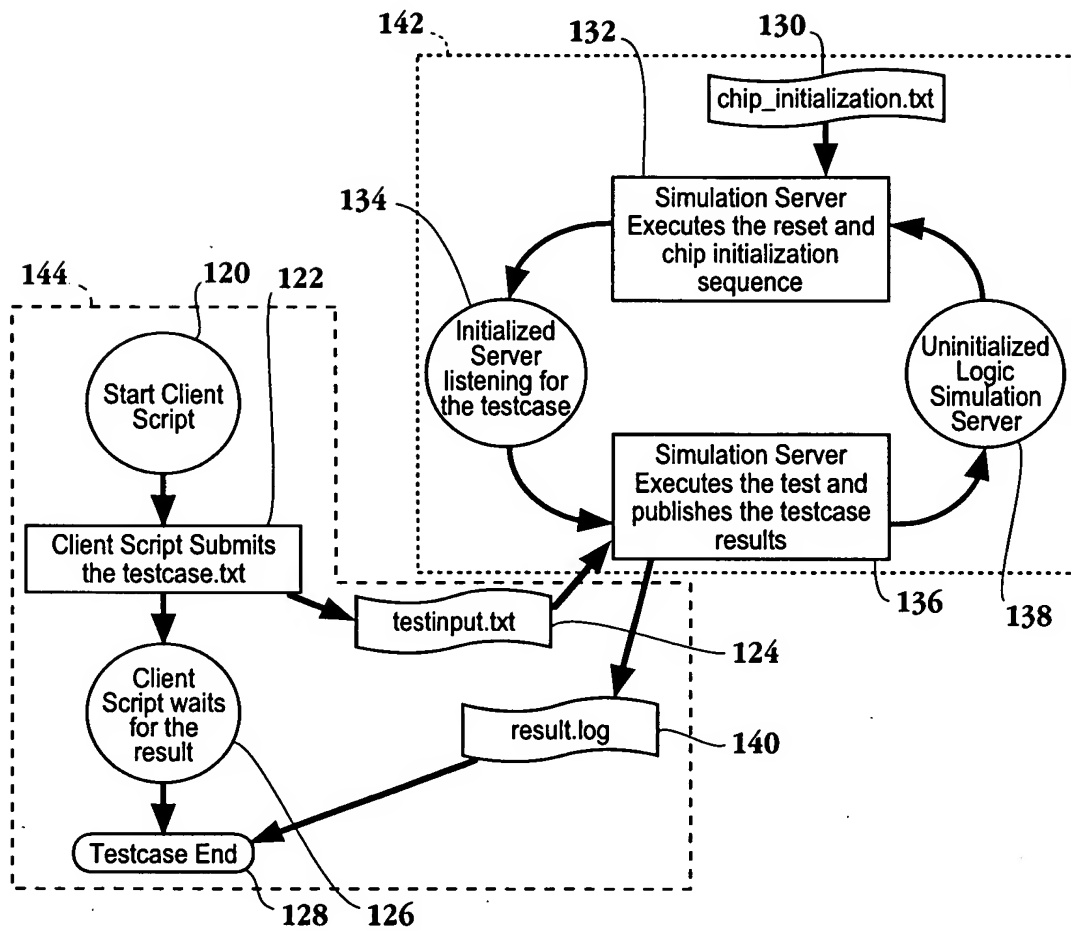 142
132
130
chip_initialization.txt
134
Simulation Server
Executes the reset and
chip initialization
sequence
144
120
122
Start Client
Script
Initialized
Server
listening for
the testcase
Uninitialized
Logic
Simulation
Server
Simulation Server
Executes the test and
publishes the testcase
results
Client Script Submits
the testcase.txt
testinput.txt
124
136
138
Client
Script waits
for the
result
result.log
140
Testcase End
128
126